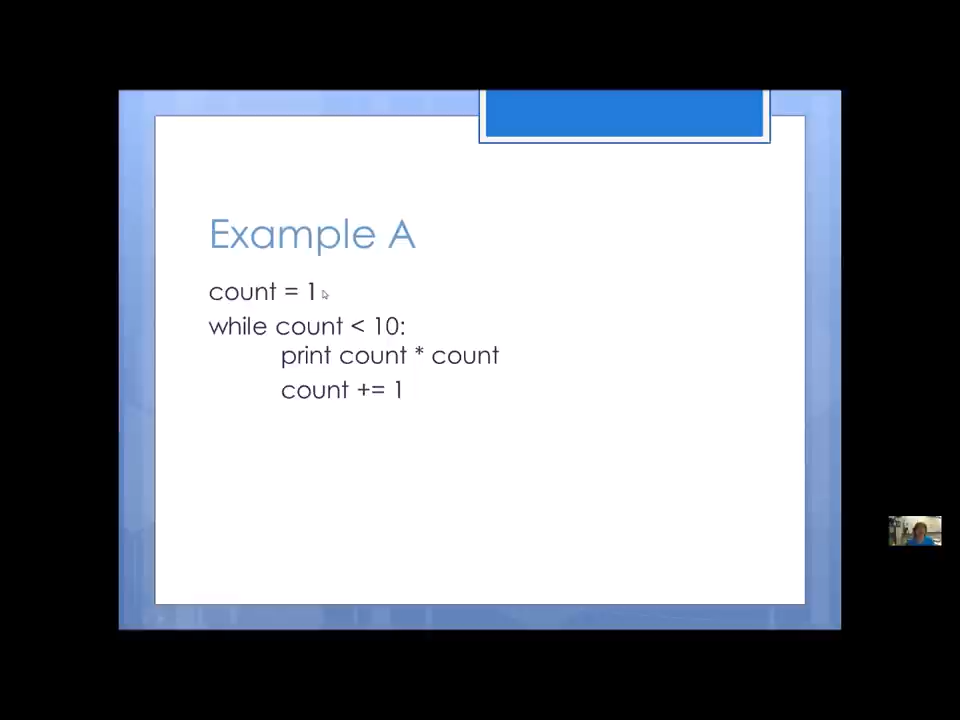 Example A
count = 1
while count < 10:
print count * count
count += 1